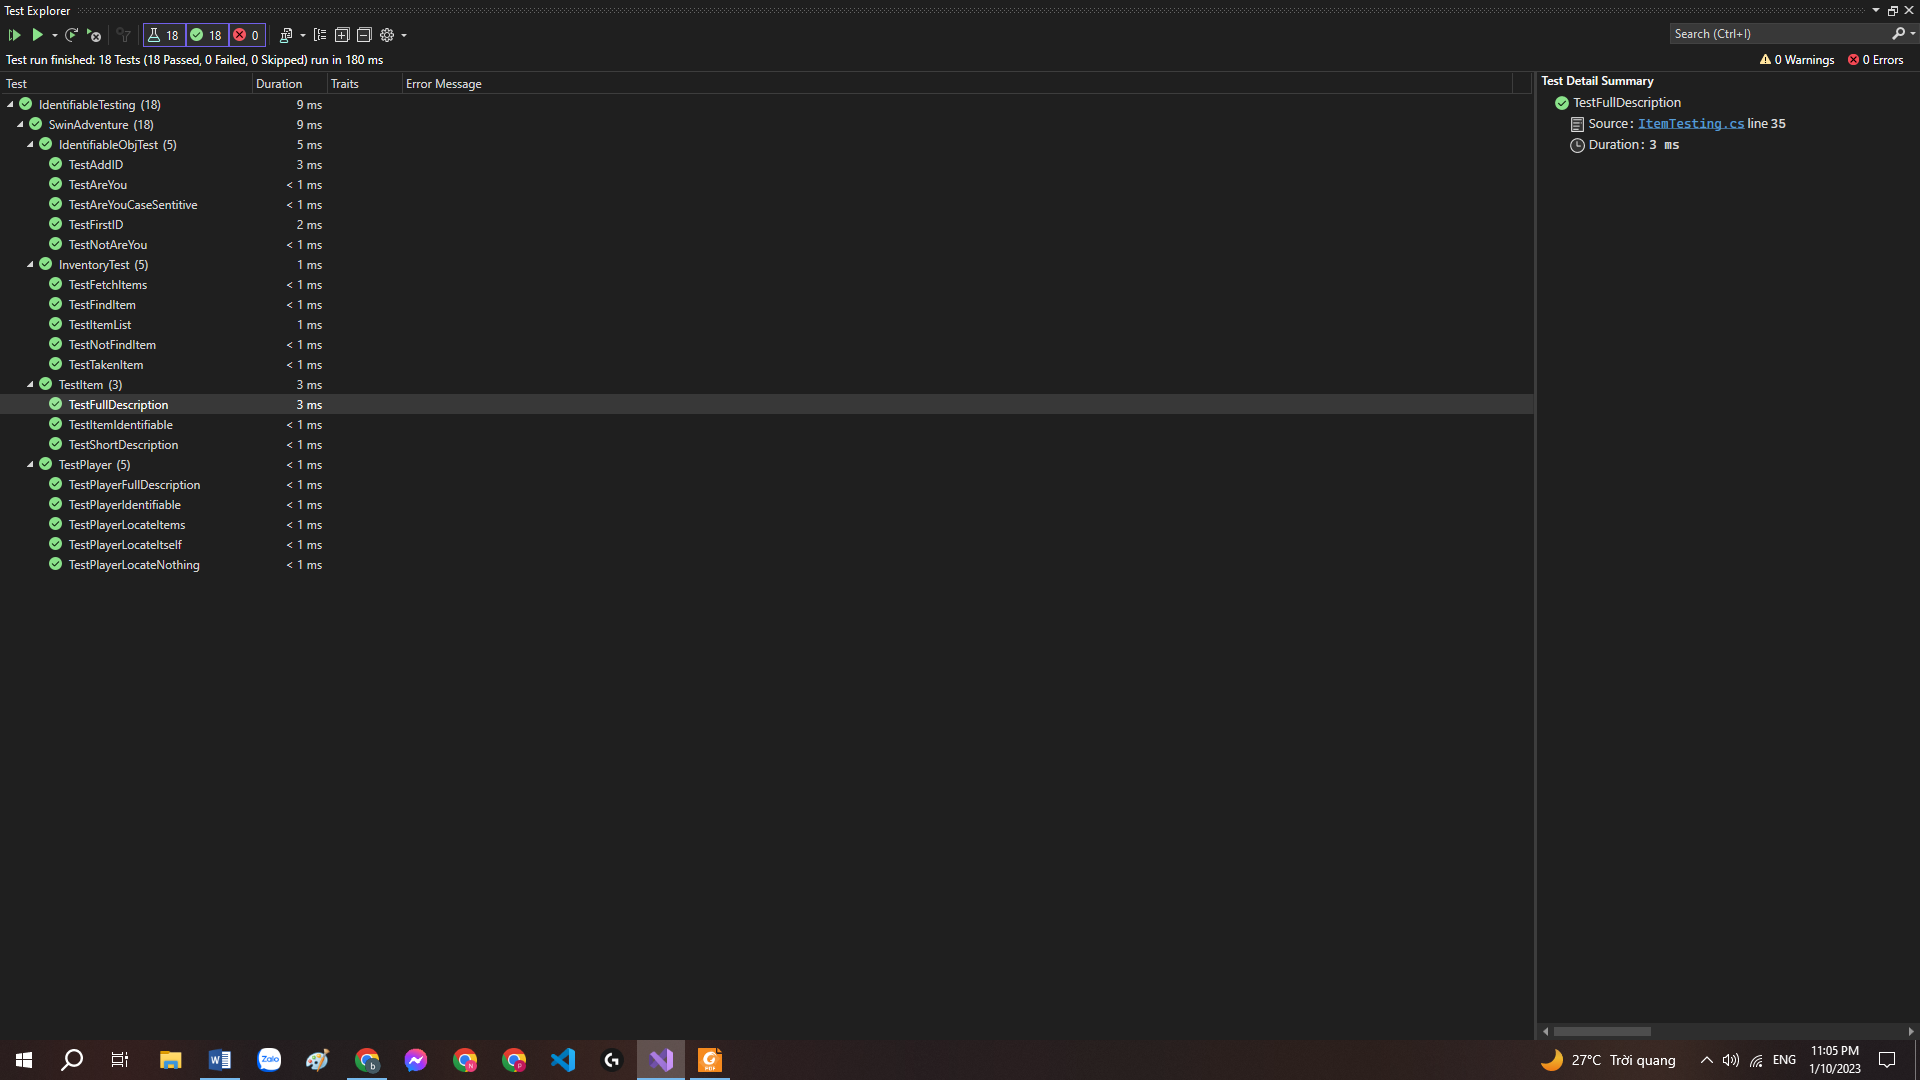 Test Explorer
18 18 0
Search (Ctrl+I)
Test run finished: 18 Tests (18 Passed, 0 Failed, 0 Skipped) run in 180 ms
0 Warnings 0 Errors
Test Duration Traits Error Message
IdentifiableTesting (18) 9 ms
SwinAdventure (18) 9 ms
IdentifiableObjTest (5) 5 ms
TestAddID 3 ms
TestAreYou < 1 ms
TestAreYouCaseSentitive < 1 ms
TestFirstID 2 ms
TestNotAreYou < 1 ms
InventoryTest (5) 1 ms
TestFetchItems < 1 ms
TestFindItem < 1 ms
TestItemList 1 ms
TestNotFindItem < 1 ms
TestTakenItem < 1 ms
TestItem (3) 3 ms
TestFullDescription 3 ms
TestItemIdentifiable < 1 ms
TestShortDescription < 1 ms
TestPlayer (5) < 1 ms
TestPlayerFullDescription < 1 ms
TestPlayerIdentifiable < 1 ms
TestPlayerLocateItems < 1 ms
TestPlayerLocateItself < 1 ms
TestPlayerLocateNothing < 1 ms
Test Detail Summary
TestFullDescription
Source: ItemTesting.cs line 35
Duration: 3 ms
Zalo
27°C Trời quang
ENG
11:05 PM
1/10/2023